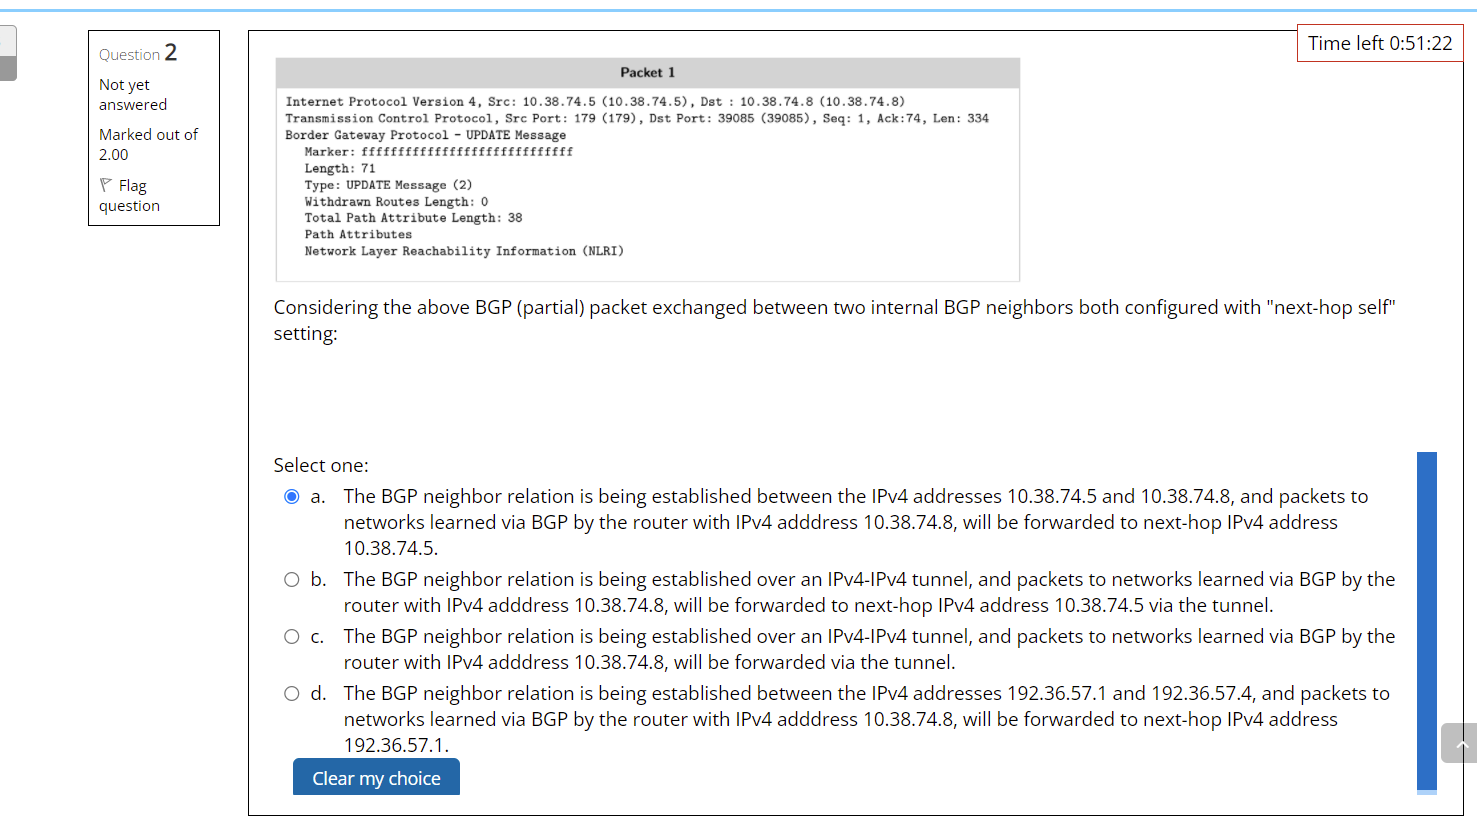 Question 2
Not yet
answered
Marked out of
2.00
Flag
question
Time left 0:51:22
Packet 1
Internet Protocol Version 4, Src: 10.38.74.5 (10.38.74.5), Dst : 10.38.74.8 (10.38.74.8)
Transmission Control Protocol, Src Port: 179 (179), Dst Port: 39085 (39085), Seq: 1, Ack:74, Len: 334
Border Gateway Protocol - UPDATE Message
Marker: ffffffffffffffffffffffffffffff
Length: 71
Type: UPDATE Message (2)
Withdrawn Routes Length: 0
Total Path Attribute Length: 38
Path Attributes
Network Layer Reachability Information (NLRI)
Considering the above BGP (partial) packet exchanged between two internal BGP neighbors both configured with "next-hop self"
setting:
Select one:
a. The BGP neighbor relation is being established between the IPv4 addresses 10.38.74.5 and 10.38.74.8, and packets to
networks learned via BGP by the router with IPv4 adddress 10.38.74.8, will be forwarded to next-hop IPv4 address
10.38.74.5.
b. The BGP neighbor relation is being established over an IPv4-IPv4 tunnel, and packets to networks learned via BGP by the
router with IPv4 adddress 10.38.74.8, will be forwarded to next-hop IPv4 address 10.38.74.5 via the tunnel.
c. The BGP neighbor relation is being established over an IPv4-IPv4 tunnel, and packets to networks learned via BGP by the
router with IPv4 adddress 10.38.74.8, will be forwarded via the tunnel.
d. The BGP neighbor relation is being established between the IPv4 addresses 192.36.57.1 and 192.36.57.4, and packets to
networks learned via BGP by the router with IPv4 adddress 10.38.74.8, will be forwarded to next-hop IPv4 address
192.36.57.1.
Clear my choice